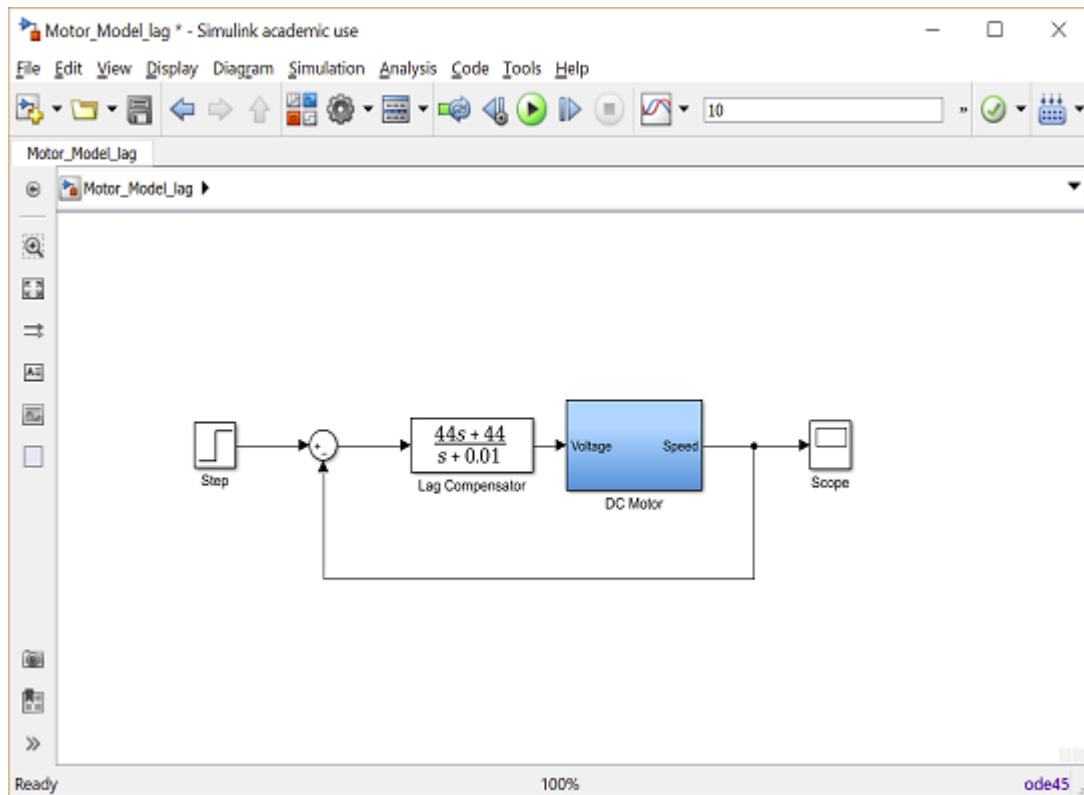 Motor_Model_lag * - Simulink academic use
File Edit View Display Diagram Simulation Analysis Code Tools Help
10
»
Motor_Model_lag
Motor_Model_lag
Step
+
-
44s + 44
s + 0.01
Lag Compensator
Voltage
Speed
DC Motor
Scope
Ready
100%
ode45